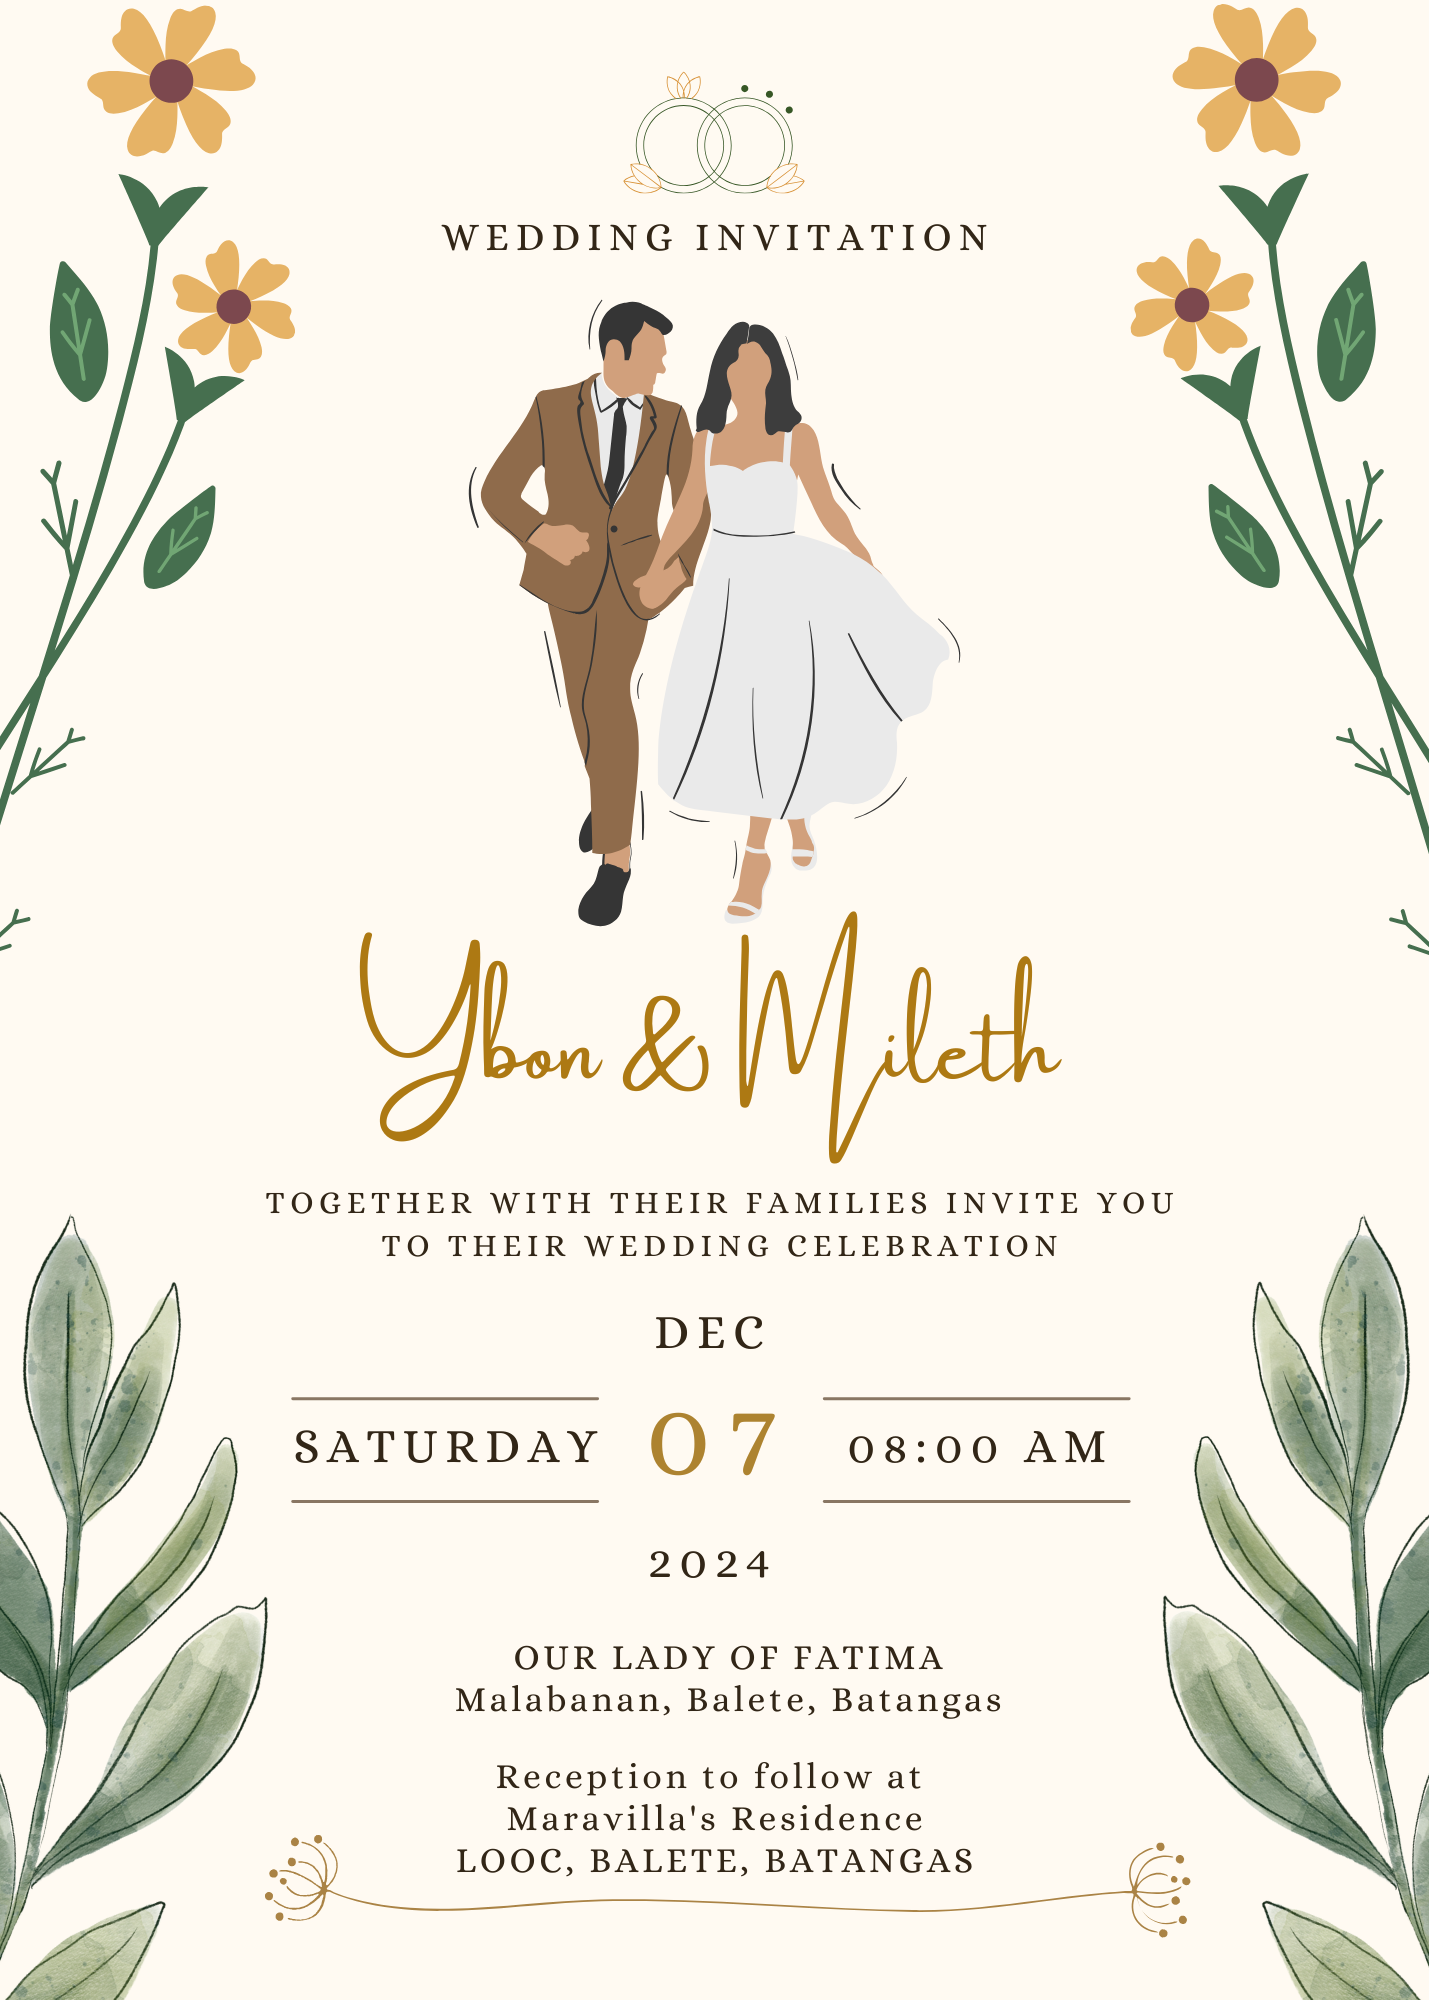 WEDDING INVITATION
Ybon & Mileth
TOGETHER WITH THEIR FAMILIES INVITE YOU
TO THEIR WEDDING CELEBRATION
DEC
SATURDAY 07 08:00 AM
2024
OUR LADY OF FATIMA
Malabanan, Balete, Batangas
Reception to follow at
Maravilla's Residence
LOOC, BALETE, BATANGAS